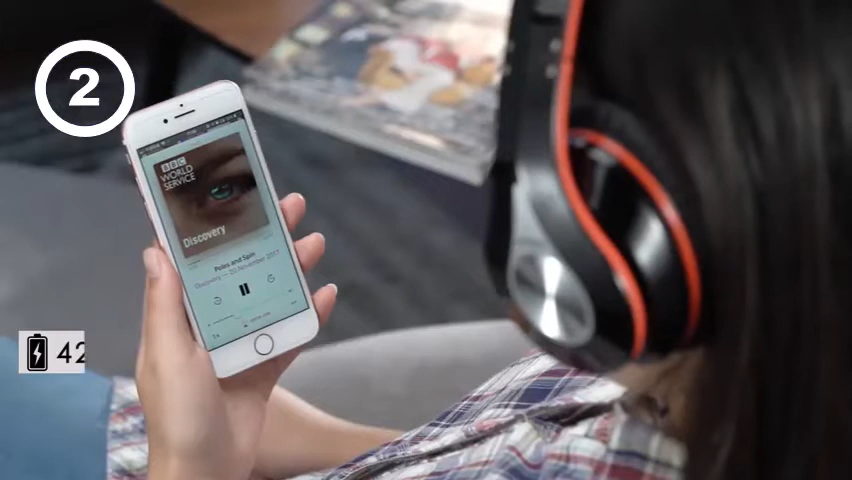 2
BBC
WORLD
SERVICE
Discovery
Poles and Spin
Discovery — 20 November 2017
42